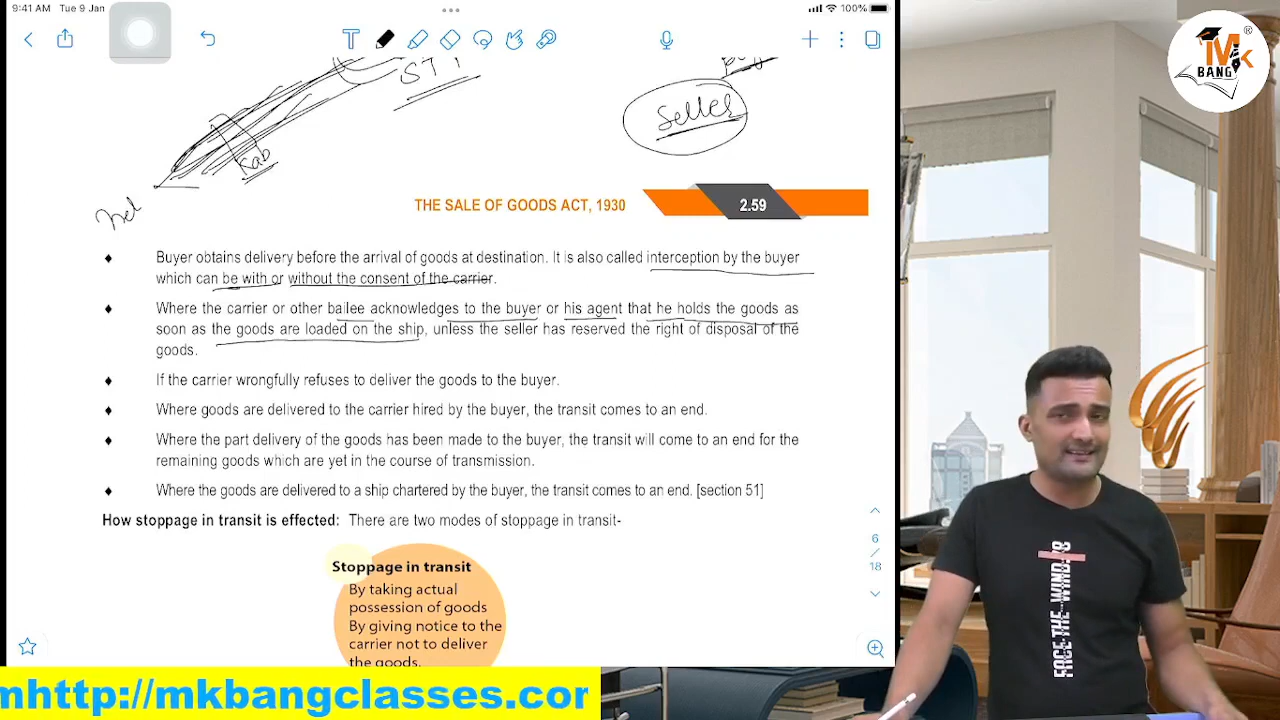 9:41 AM Tue 9 Jan
100%
STT
Seller
Rao
Del
THE SALE OF GOODS ACT, 1930
2.59
MK
BANG
®
♦ Buyer obtains delivery before the arrival of goods at destination. It is also called interception by the buyer
which can be with or without the consent of the carrier.
♦ Where the carrier or other bailee acknowledges to the buyer or his agent that he holds the goods as
soon as the goods are loaded on the ship, unless the seller has reserved the right of disposal of the
goods.
♦ If the carrier wrongfully refuses to deliver the goods to the buyer.
♦ Where goods are delivered to the carrier hired by the buyer, the transit comes to an end.
♦ Where the part delivery of the goods has been made to the buyer, the transit will come to an end for the
remaining goods which are yet in the course of transmission.
♦ Where the goods are delivered to a ship chartered by the buyer, the transit comes to an end. [section 51]
How stoppage in transit is effected: There are two modes of stoppage in transit-
6
/
18
Stoppage in transit
By taking actual
possession of goods
By giving notice to the
carrier not to deliver
the goods.
FACE THE WIND
mhttp://mkbangclasses.cor